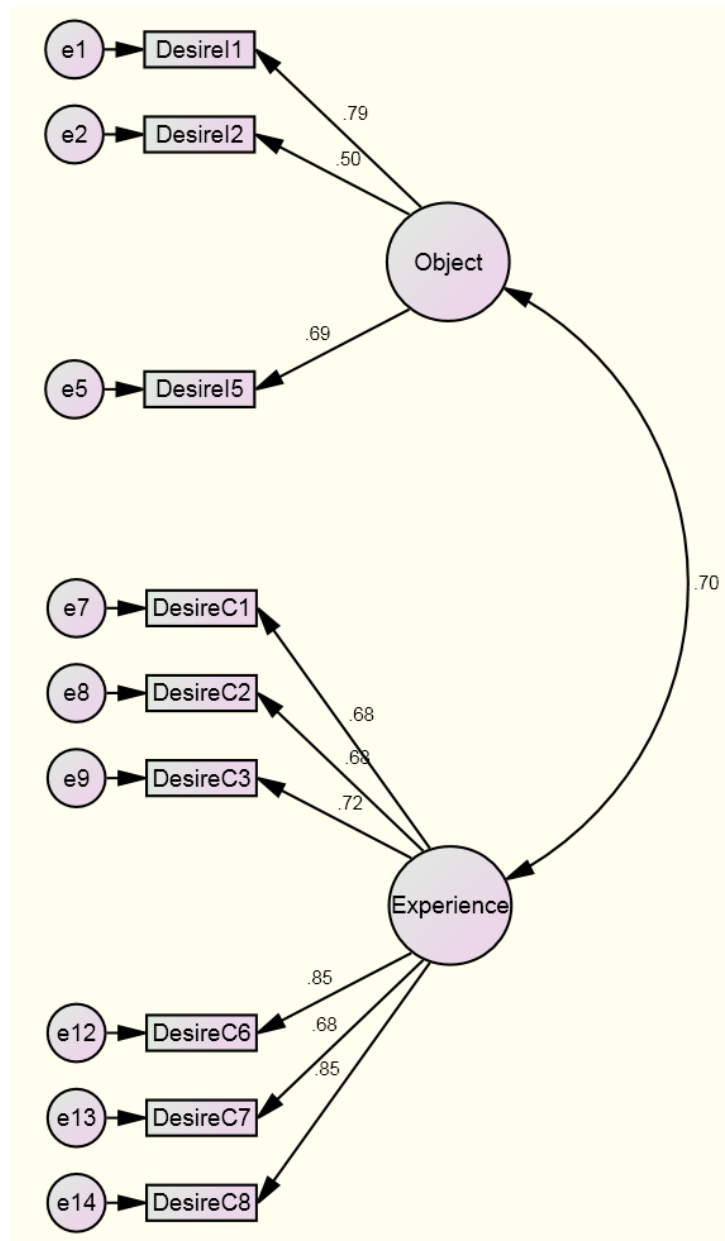 e1
DesireI1
.79
e2
DesireI2
.50
Object
.69
e5
DesireI5
.70
e7
DesireC1
.68
e8
DesireC2
.68
e9
DesireC3
.72
Experience
.85
e12
DesireC6
.68
e13
DesireC7
.85
e14
DesireC8